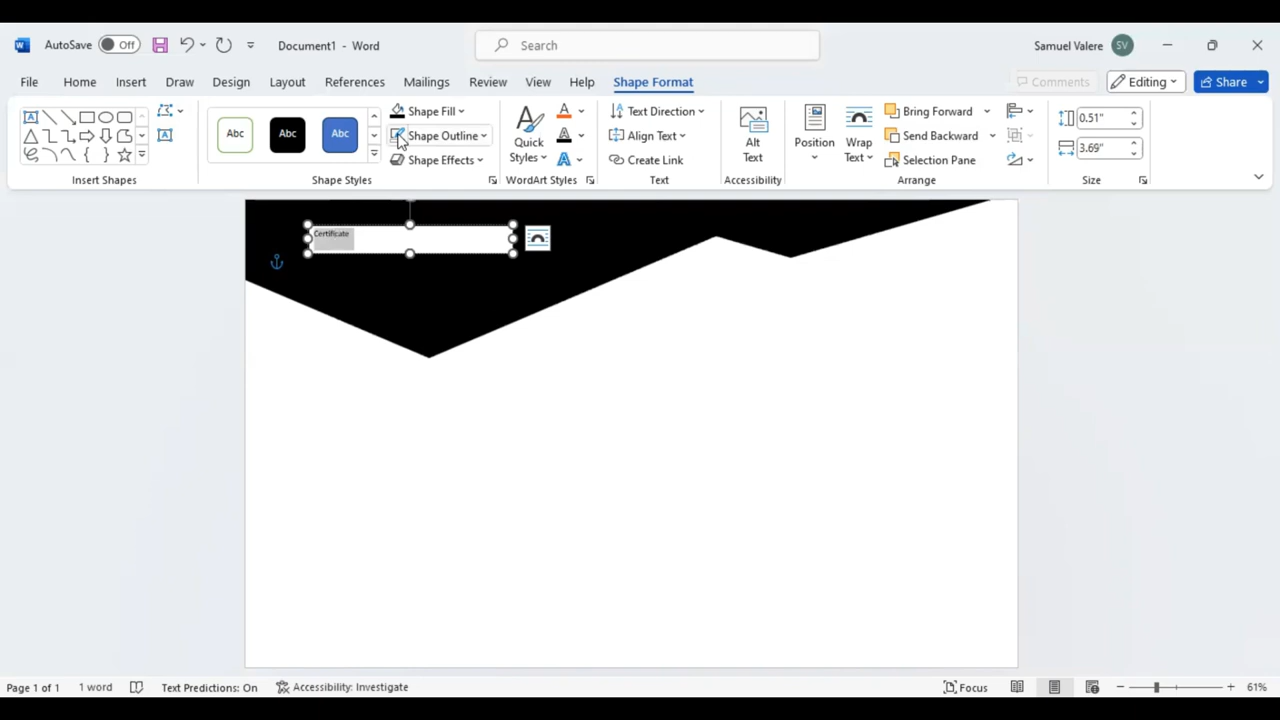 AutoSave Off Document1 - Word Search Samuel Valere SV
File Home Insert Draw Design Layout References Mailings Review View Help Shape Format Comments Editing Share
Abc Abc Abc
Shape Fill
Shape Outline
Shape Effects
Quick
Styles
A
A
A
Text Direction
Align Text
Create Link
Alt
Text
Position
Wrap
Text
Bring Forward
Send Backward
Selection Pane
0.51"
3.69"
Insert Shapes Shape Styles WordArt Styles Text Accessibility Arrange Size
Certificate
Page 1 of 1 1 word Text Predictions: On Accessibility: Investigate Focus 61%